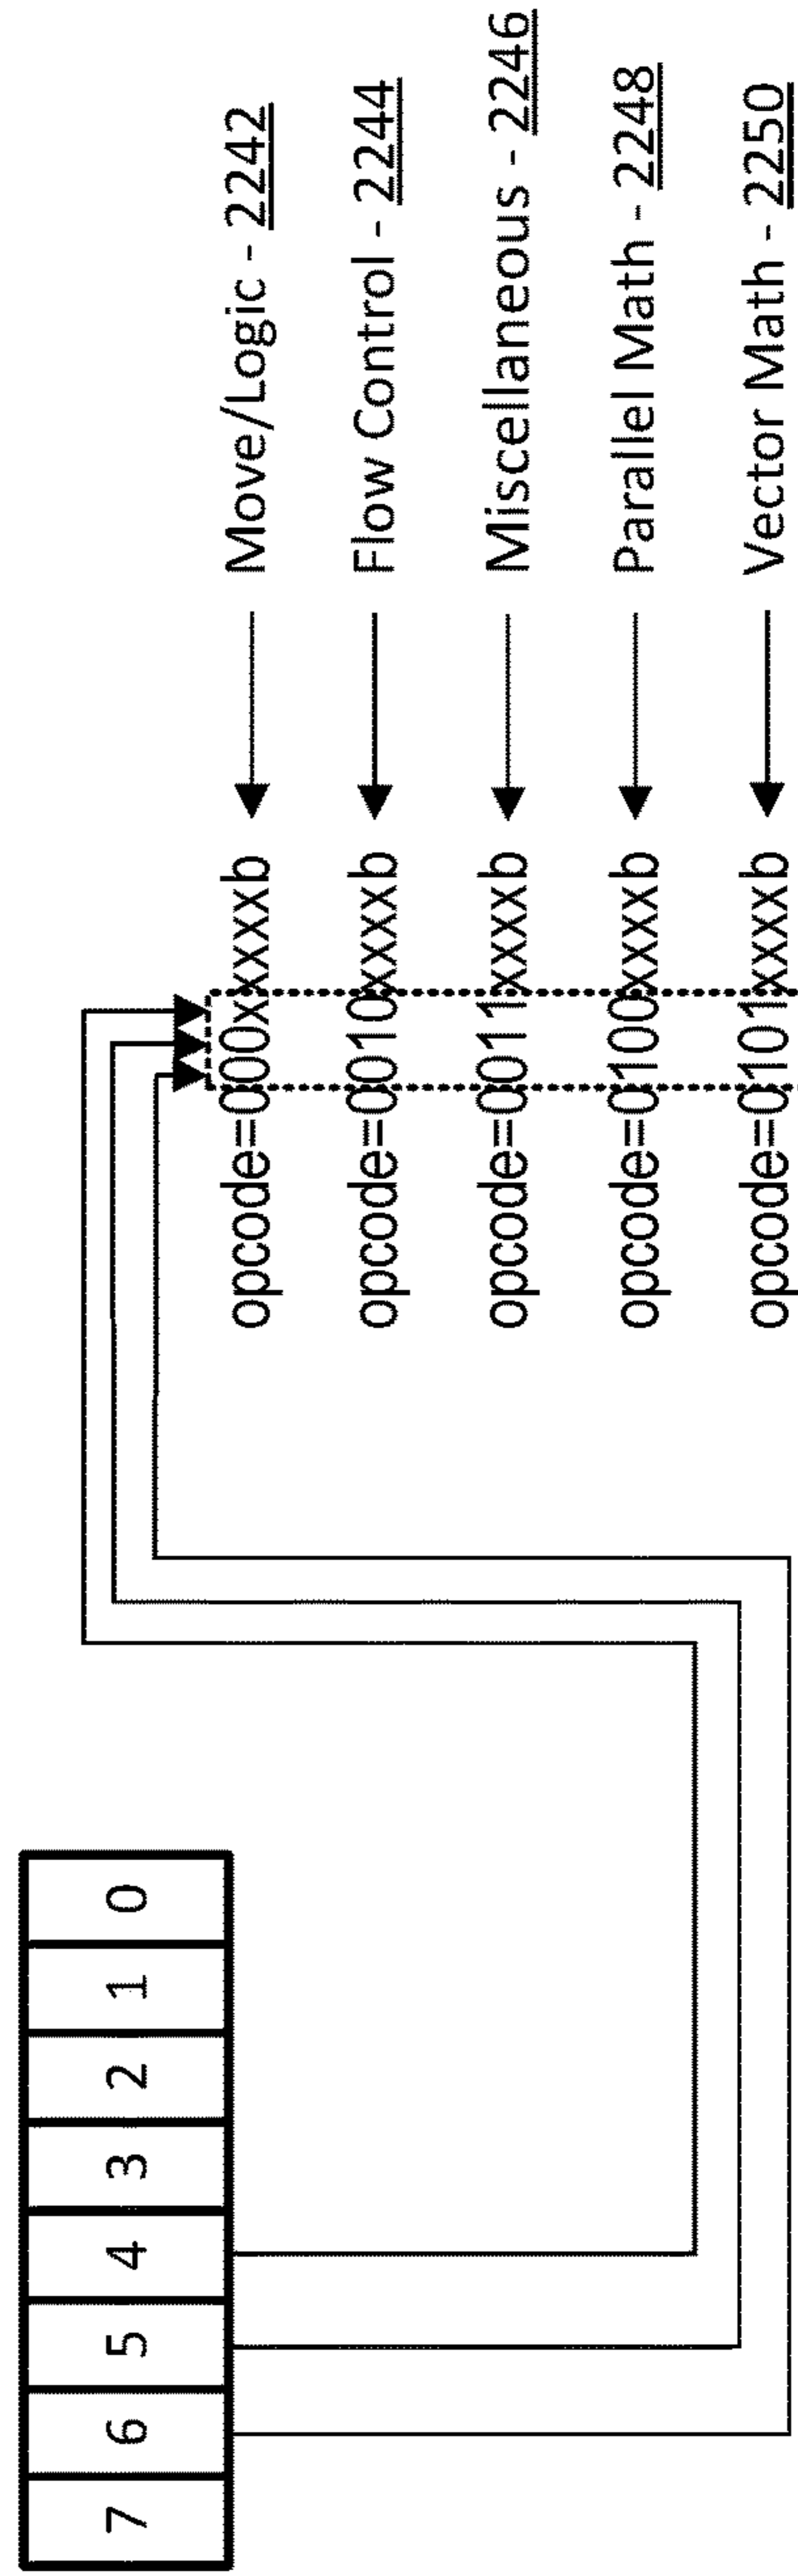 7 6 5 4 3 2 1 0
opcode=000xxxxxb Move/Logic - 2242
opcode=0010xxxxb Flow Control - 2244
opcode=0011xxxxb Miscellaneous - 2246
opcode=0100xxxxb Parallel Math - 2248
opcode=0101xxxxb Vector Math - 2250